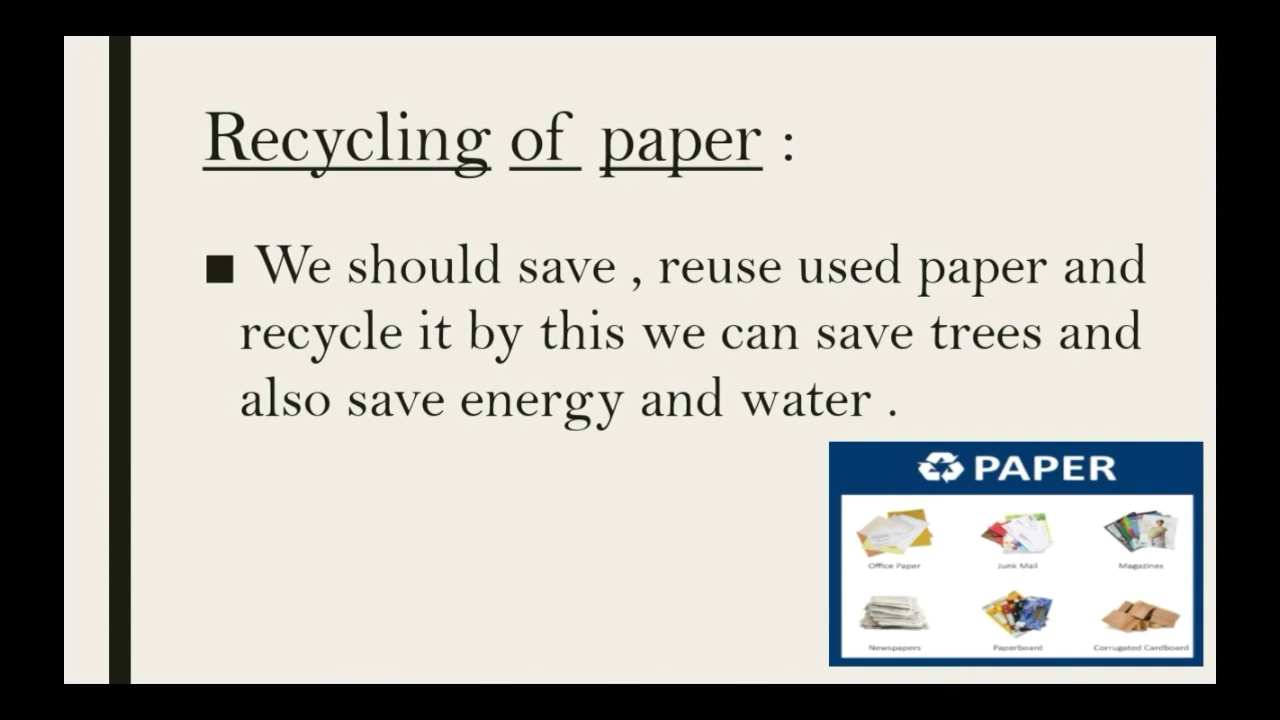 Recycling of paper :
■ We should save , reuse used paper and
recycle it by this we can save trees and
also save energy and water .
PAPER
Office Paper Junk Mail Magazines
Newspapers Paperboard Corrugated Cardboard